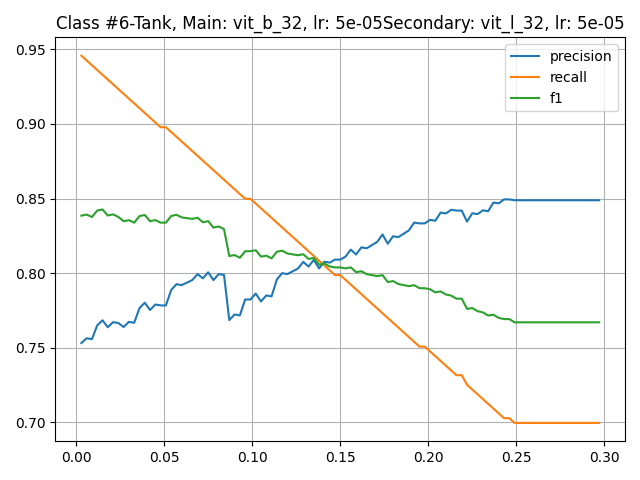 Class #6-Tank, Main: vit_b_32, lr: 5e-05Secondary: vit_l_32, lr: 5e-05
precision
recall
f1
0.95
0.90
0.85
0.80
0.75
0.70
0.00 0.05 0.10 0.15 0.20 0.25 0.30